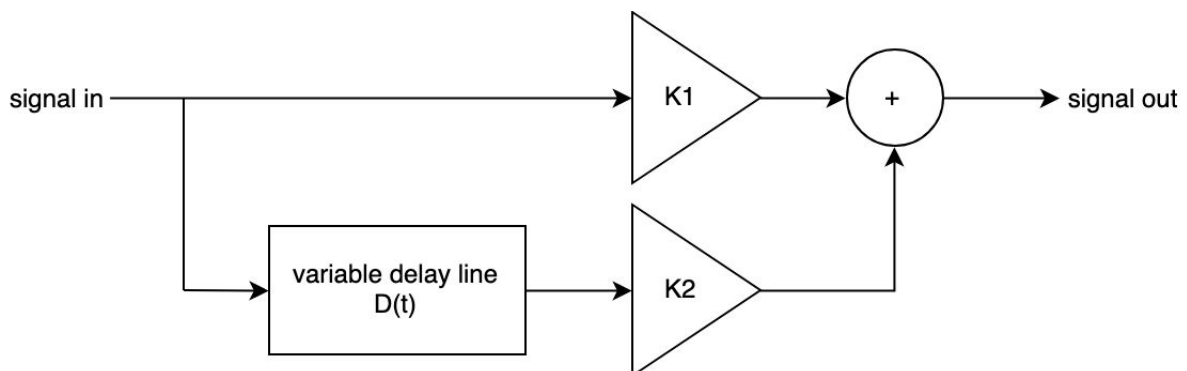 signal in
K1
+
signal out
variable delay line
D(t)
K2